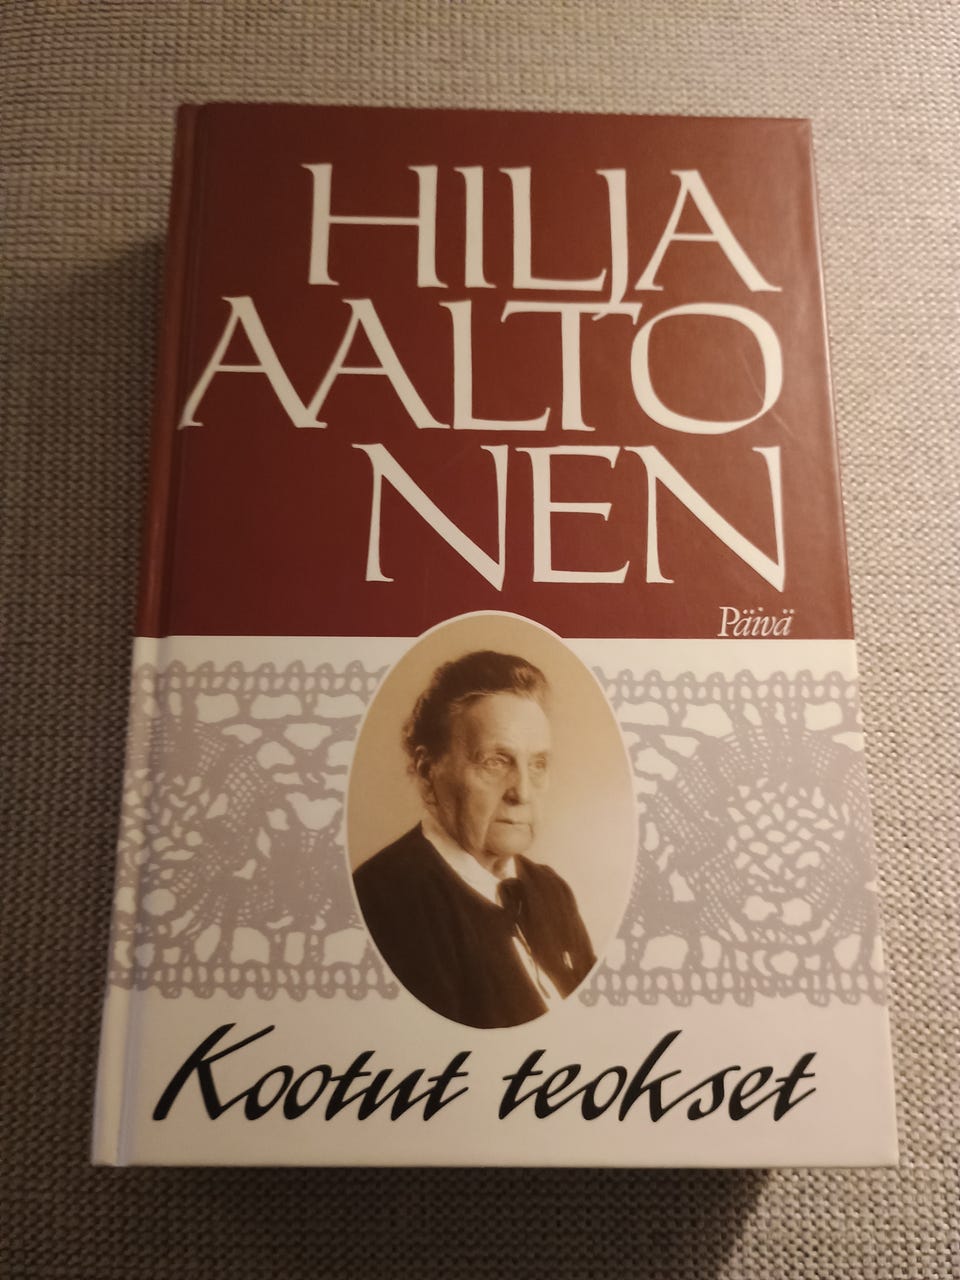 HILJA
AALTO
NEN
Päivä
Kootut teokset